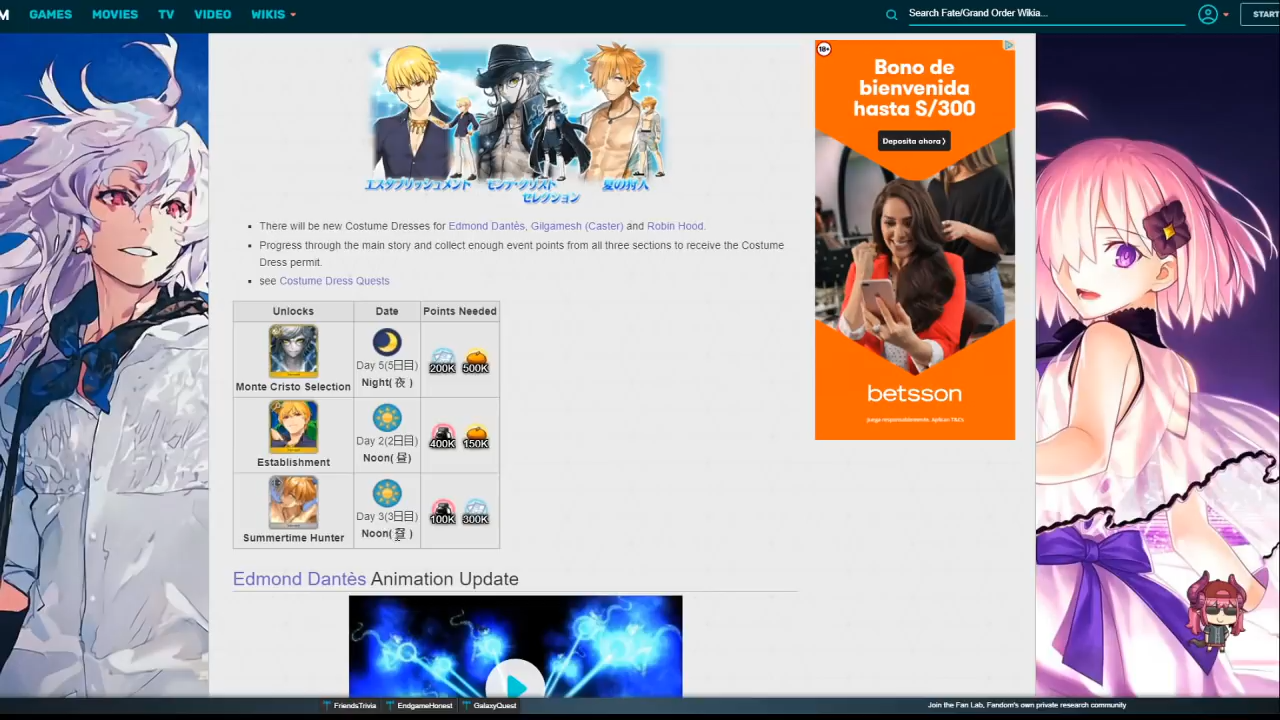 M GAMES MOVIES TV VIDEO WIKIS
Search Fate/Grand Order Wikia...
START
エスタブリッシュメント モンテ・クリスト 夏の狩人
セレクション
There will be new Costume Dresses for Edmond Dantès, Gilgamesh (Caster) and Robin Hood.
Progress through the main story and collect enough event points from all three sections to receive the Costume
Dress permit.
see Costume Dress Quests
Unlocks Date Points Needed
Monte Cristo Selection
Day 5(5日目)
Night( 夜 )
200K 500K
Establishment
Day 2(2日目)
Noon( 昼)
400K 150K
Summertime Hunter
Day 3(3日目)
Noon( 昼 )
100K 300K
Edmond Dantès Animation Update
18+
Bono de
bienvenida
hasta S/300
Deposita ahora ❯
betsson
Juega responsablemente. Aplican T&Cs
FriendsTrivia EndgameHonest GalaxyQuest
Join the Fan Lab, Fandom's own private research community